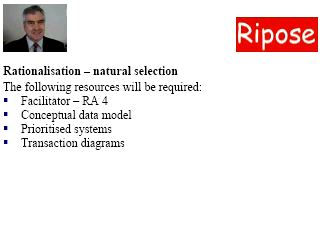 Ripose
Rationalisation – natural selection
The following resources will be required:
▪ Facilitator – RA 4
▪ Conceptual data model
▪ Prioritised systems
▪ Transaction diagrams